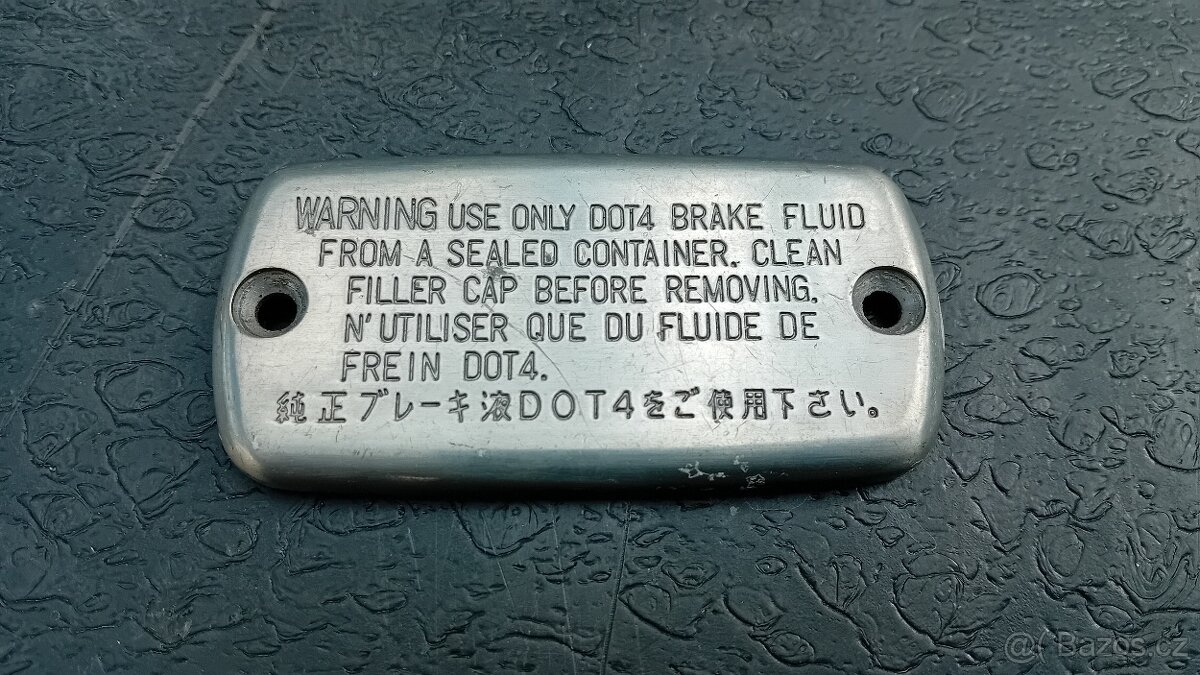 WARNING USE ONLY DOT4 BRAKE FLUID
FROM A SEALED CONTAINER. CLEAN
FILLER CAP BEFORE REMOVING.
N'UTILISER QUE DU FLUIDE DE
FREIN DOT4.
純正ブレーキ液DOT4をご使用下さい。
@( Bazos.cz